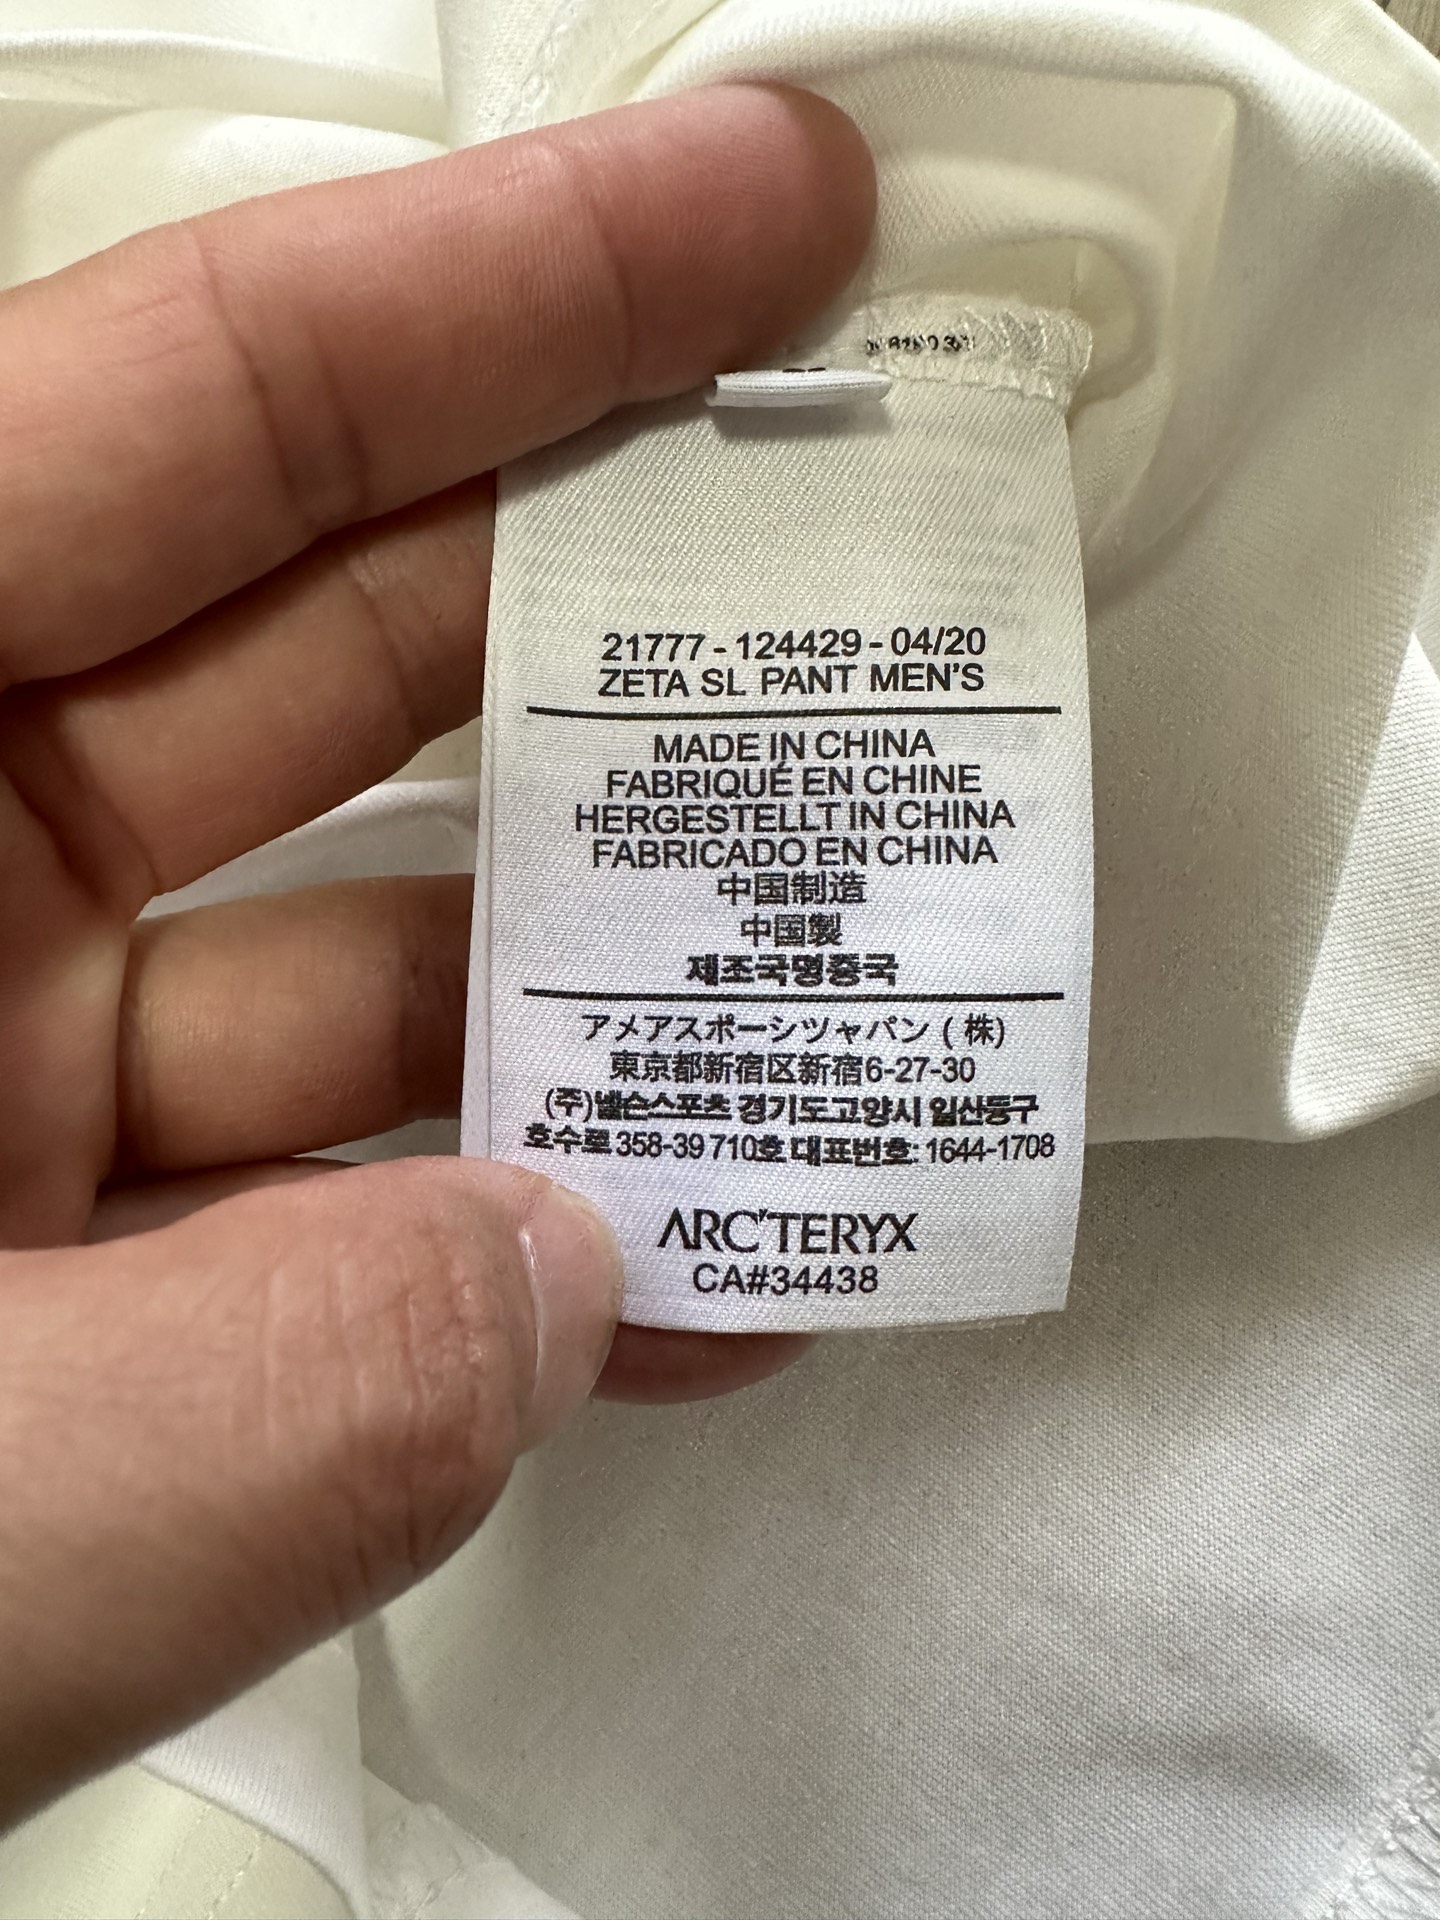 21777 - 124429 - 04/20
ZETA SL PANT MEN'S
MADE IN CHINA
FABRIQUÉ EN CHINE
HERGESTELLT IN CHINA
FABRICADO EN CHINA
中国制造
中国製
제조국명중국
アメアスポーシツャパン ( 株)
東京都新宿区新宿6-27-30
(주)넬슨스포츠 경기도고양시 일산동구
호수로 358-39 710호 대표번호: 1644-1708
ARC'TERYX
CA#34438